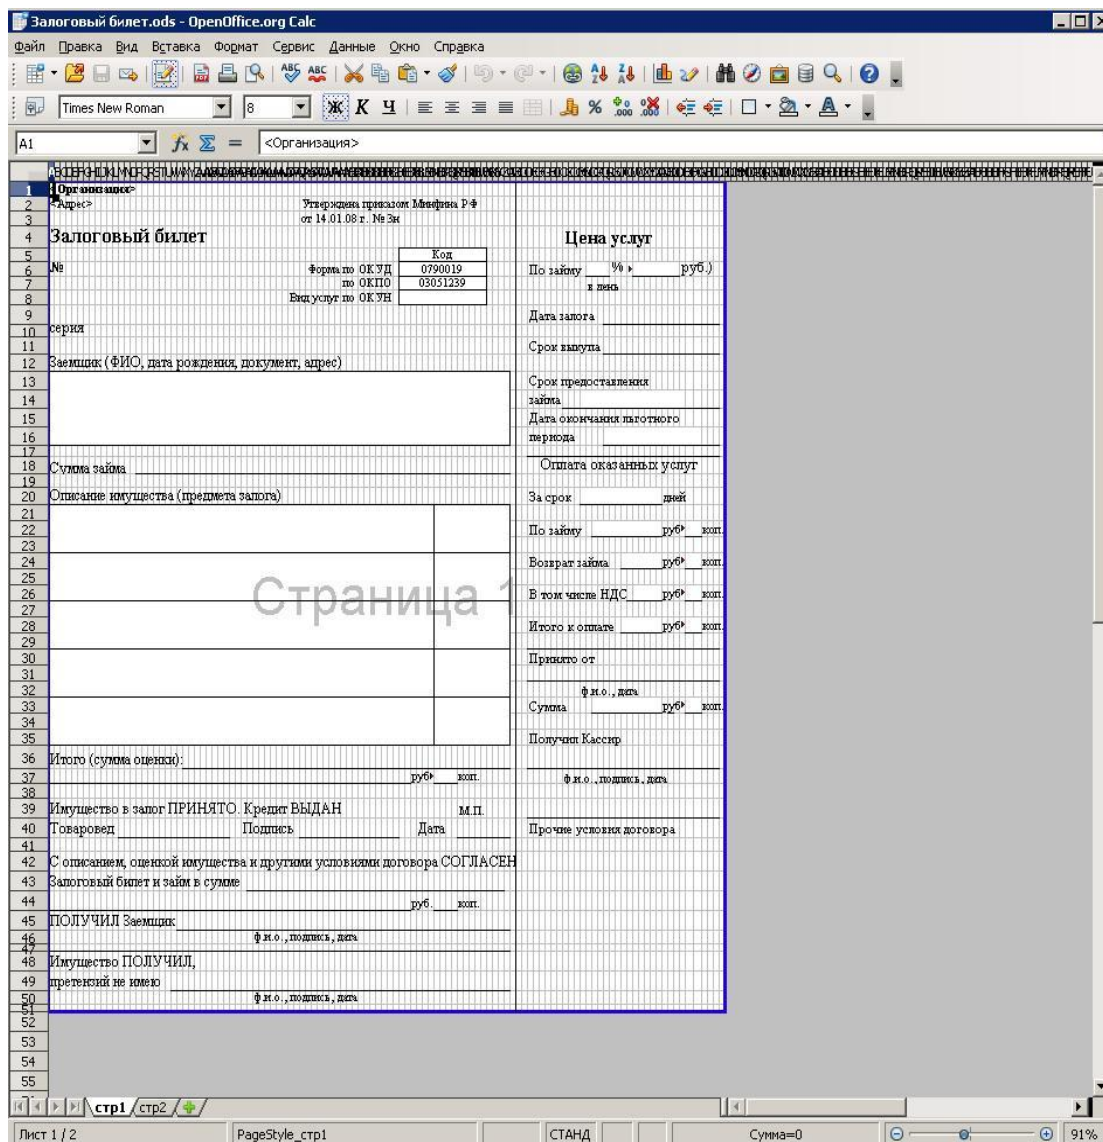 Залоговый билет.ods - OpenOffice.org Calc
Файл Правка Вид Вставка Формат Сервис Данные Окно Справка
Times New Roman 8 Ж К Ч
A1 <Организация>
<Организация>
<Адрес> Утверждена приказом Минфина РФ
от 14.01.08 г. № 3н
Залоговый билет
Код
№ Форма по ОКУД 0790019
по ОКПО 03051239
Вид услуг по ОКУН
серия
Заемщик (ФИО, дата рождения, документ, адрес)
Сумма займа
Описание имущества (предмета залога)
Страница 1
Итого (сумма оценки):
руб коп.
Имущество в залог ПРИНЯТО. Кредит ВЫДАН М.П.
Товаровед Подпись Дата
С описанием, оценкой имущества и другими условиями договора СОГЛАСЕН
Залоговый билет и займ в сумме
руб. коп.
ПОЛУЧИЛ Заемщик
ф.и.о., подпись, дата
Имущество ПОЛУЧИЛ,
претензий не имею
ф.и.о., подпись, дата
Цена услуг
По займу % руб.)
в день
Дата залога
Срок выкупа
Срок предоставления
займа
Дата окончания льготного
периода
Оплата оказанных услуг
За срок дней
По займу руб коп.
Возврат займа руб коп.
В том числе НДС руб коп.
Итого к оплате руб коп.
Принято от
ф.и.о., дата
Сумма руб коп.
Получил Кассир
ф.и.о., подпись, дата
Прочие условия договора
стр1 стр2
Лист 1 / 2 PageStyle_стр1 СТАНД Сумма=0 91%